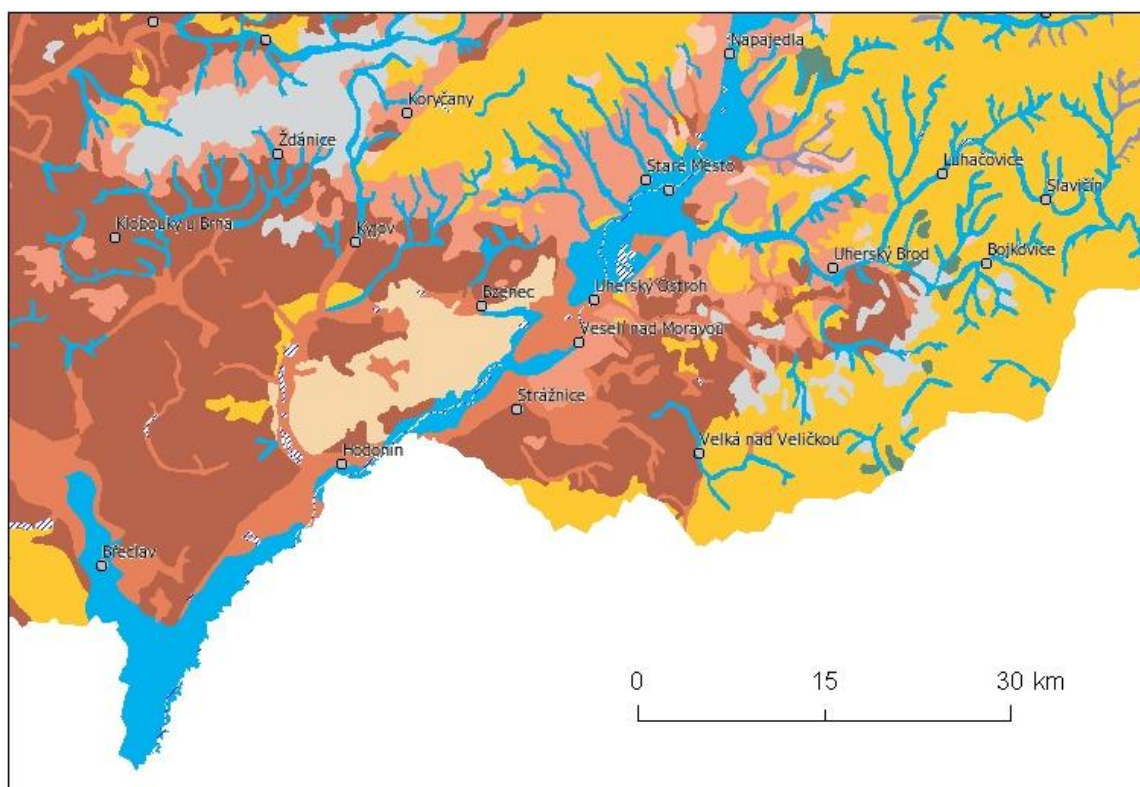 Napajedla
Koryčany
Ždánice
Staré Město
Luhačovice
Slavičín
Klobouky u Brna
Kyjov
Uherský Brod
Bojkovice
Bzenec
Uherský Ostroh
Veselí nad Moravou
Strážnice
Velká nad Veličkou
Hodonín
Břeclav
0 15 30 km